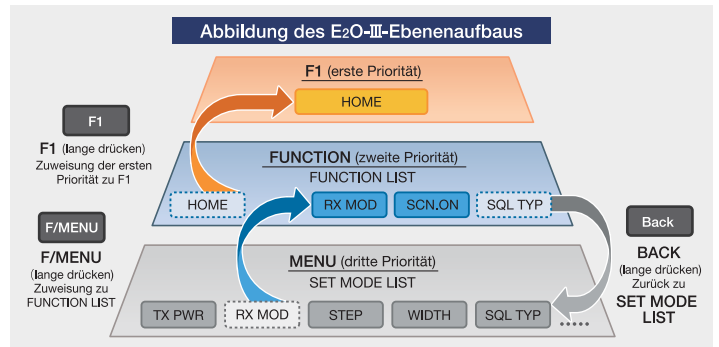 Abbildung des E2O-III-Ebenenaufbaus
F1 (erste Priorität)
HOME
F1
F1 (lange drücken)
Zuweisung der ersten
Priorität zu F1
FUNCTION (zweite Priorität)
FUNCTION LIST
HOME
RX MOD
SCN.ON
SQL TYP
F/MENU
F/MENU
(lange drücken)
Zuweisung zu
FUNCTION LIST
Back
BACK
(lange drücken)
Zurück zu
SET MODE
LIST
MENU (dritte Priorität)
SET MODE LIST
TX PWR
RX MOD
STEP
WIDTH
SQL TYP
.....